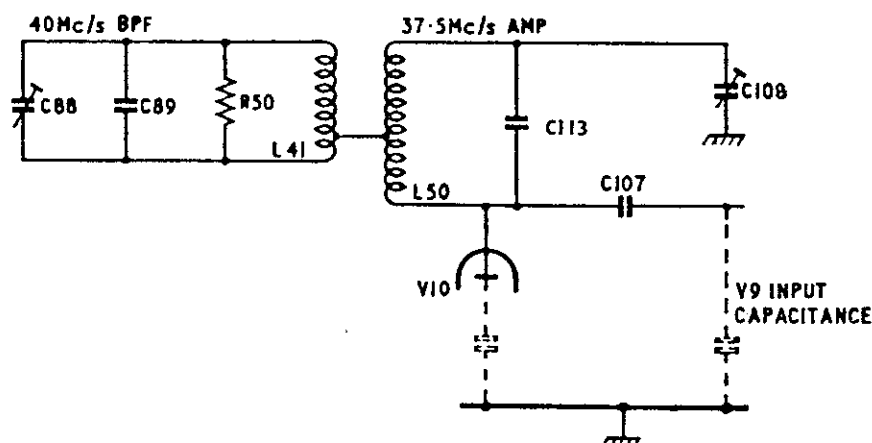 40Mc/s BPF
37·5Mc/s AMP
C88
C89
R50
L41
C113
C108
L50
C107
V10
V9 INPUT
CAPACITANCE